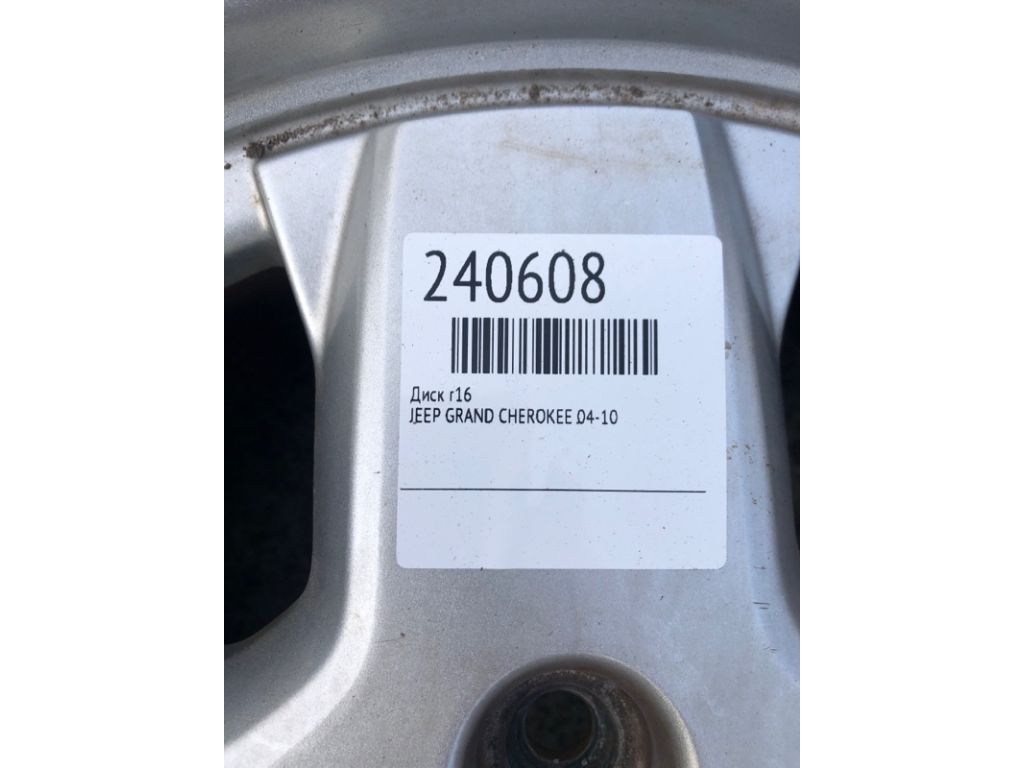 240608
Диск r16
JEEP GRAND CHEROKEE 04-10